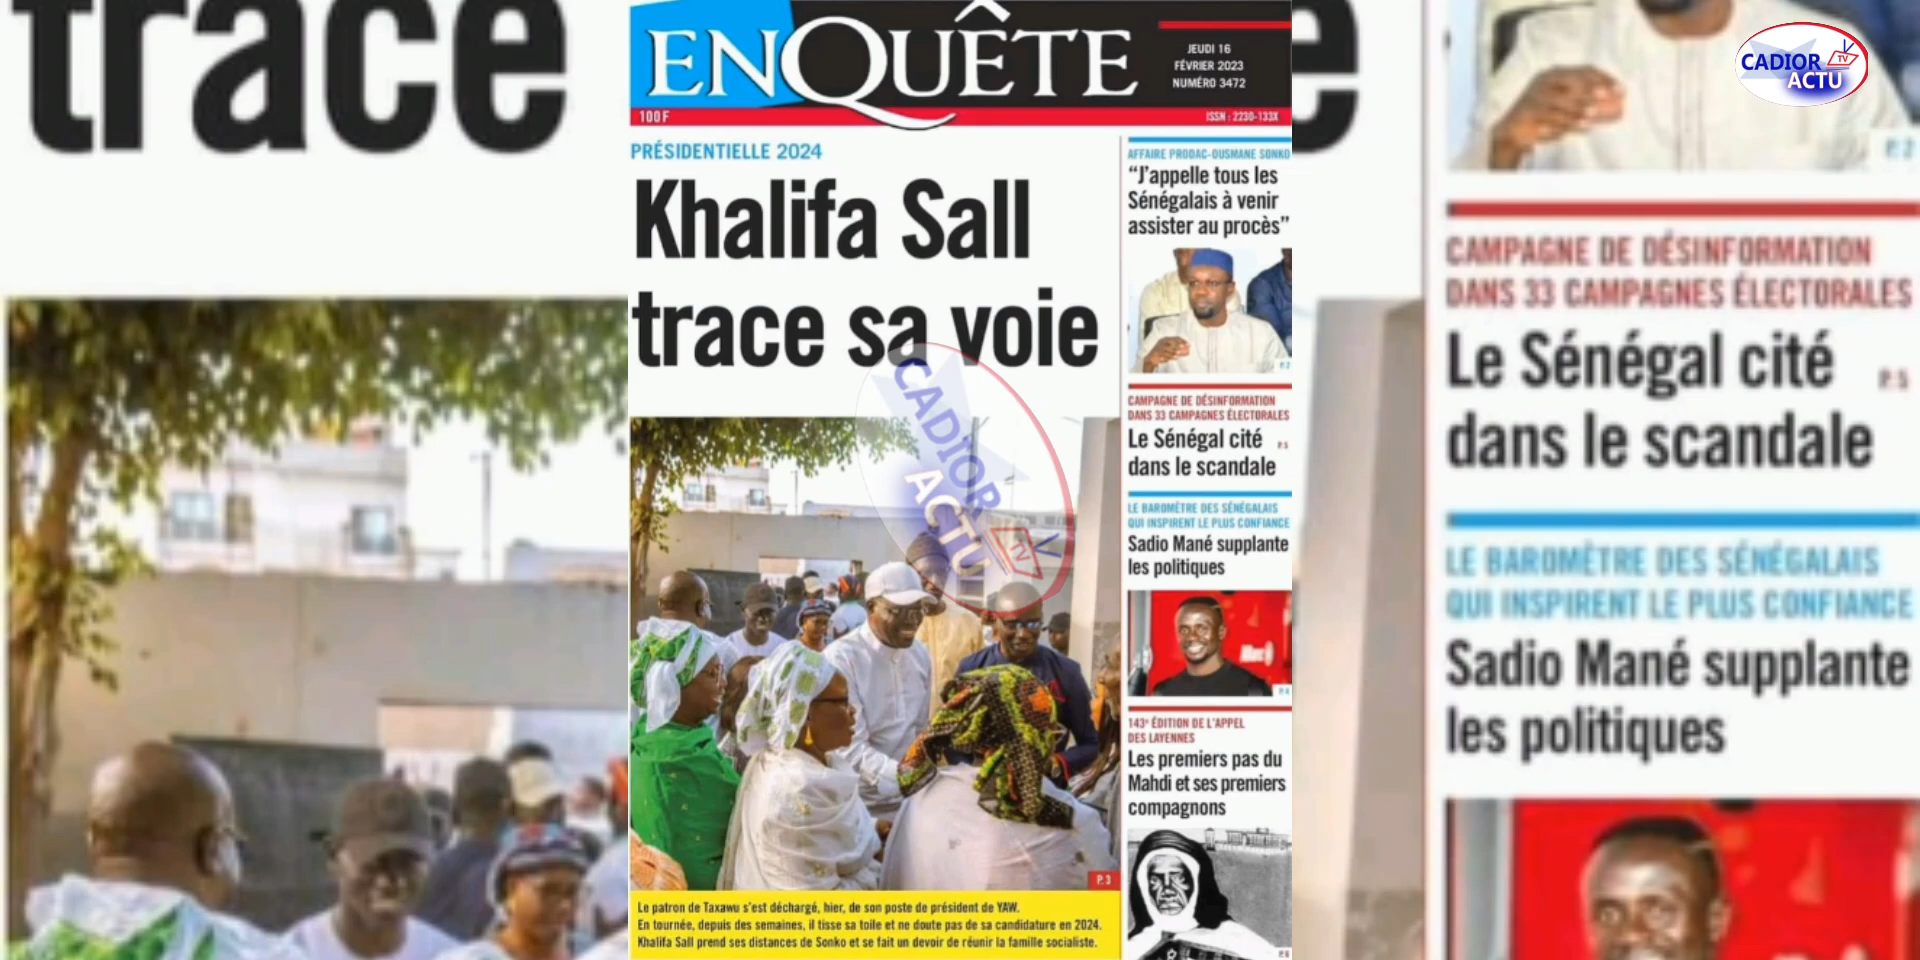 trace
e
ENQUÊTE
JEUDI 16
FÉVRIER 2023
NUMÉRO 3472
100 F
ISSN : 2230-133X
PRÉSIDENTIELLE 2024
Khalifa Sall
trace sa voie
P.3
Le patron de Taxawu s'est déchargé, hier, de son poste de président de YAW.
En tournée, depuis des semaines, il tisse sa toile et ne doute pas de sa candidature en 2024.
Khalifa Sall prend ses distances de Sonko et se fait un devoir de réunir la famille socialiste.
AFFAIRE PRODAC-OUSMANE SONKO
“J'appelle tous les
Sénégalais à venir
assister au procès”
P.2
CAMPAGNE DE DÉSINFORMATION
DANS 33 CAMPAGNES ÉLECTORALES
Le Sénégal cité P.5
dans le scandale
LE BAROMÈTRE DES SÉNÉGALAIS
QUI INSPIRENT LE PLUS CONFIANCE
Sadio Mané supplante
les politiques
143e ÉDITION DE L'APPEL
DES LAYENNES
Les premiers pas du
Mahdi et ses premiers
compagnons
CADIOR
TV
ACTU
CADIOR
TV
ACTU
P.2
CAMPAGNE DE DÉSINFORMATION
DANS 33 CAMPAGNES ÉLECTORALES
Le Sénégal cité P.5
dans le scandale
LE BAROMÈTRE DES SÉNÉGALAIS
QUI INSPIRENT LE PLUS CONFIANCE
Sadio Mané supplante
les politiques